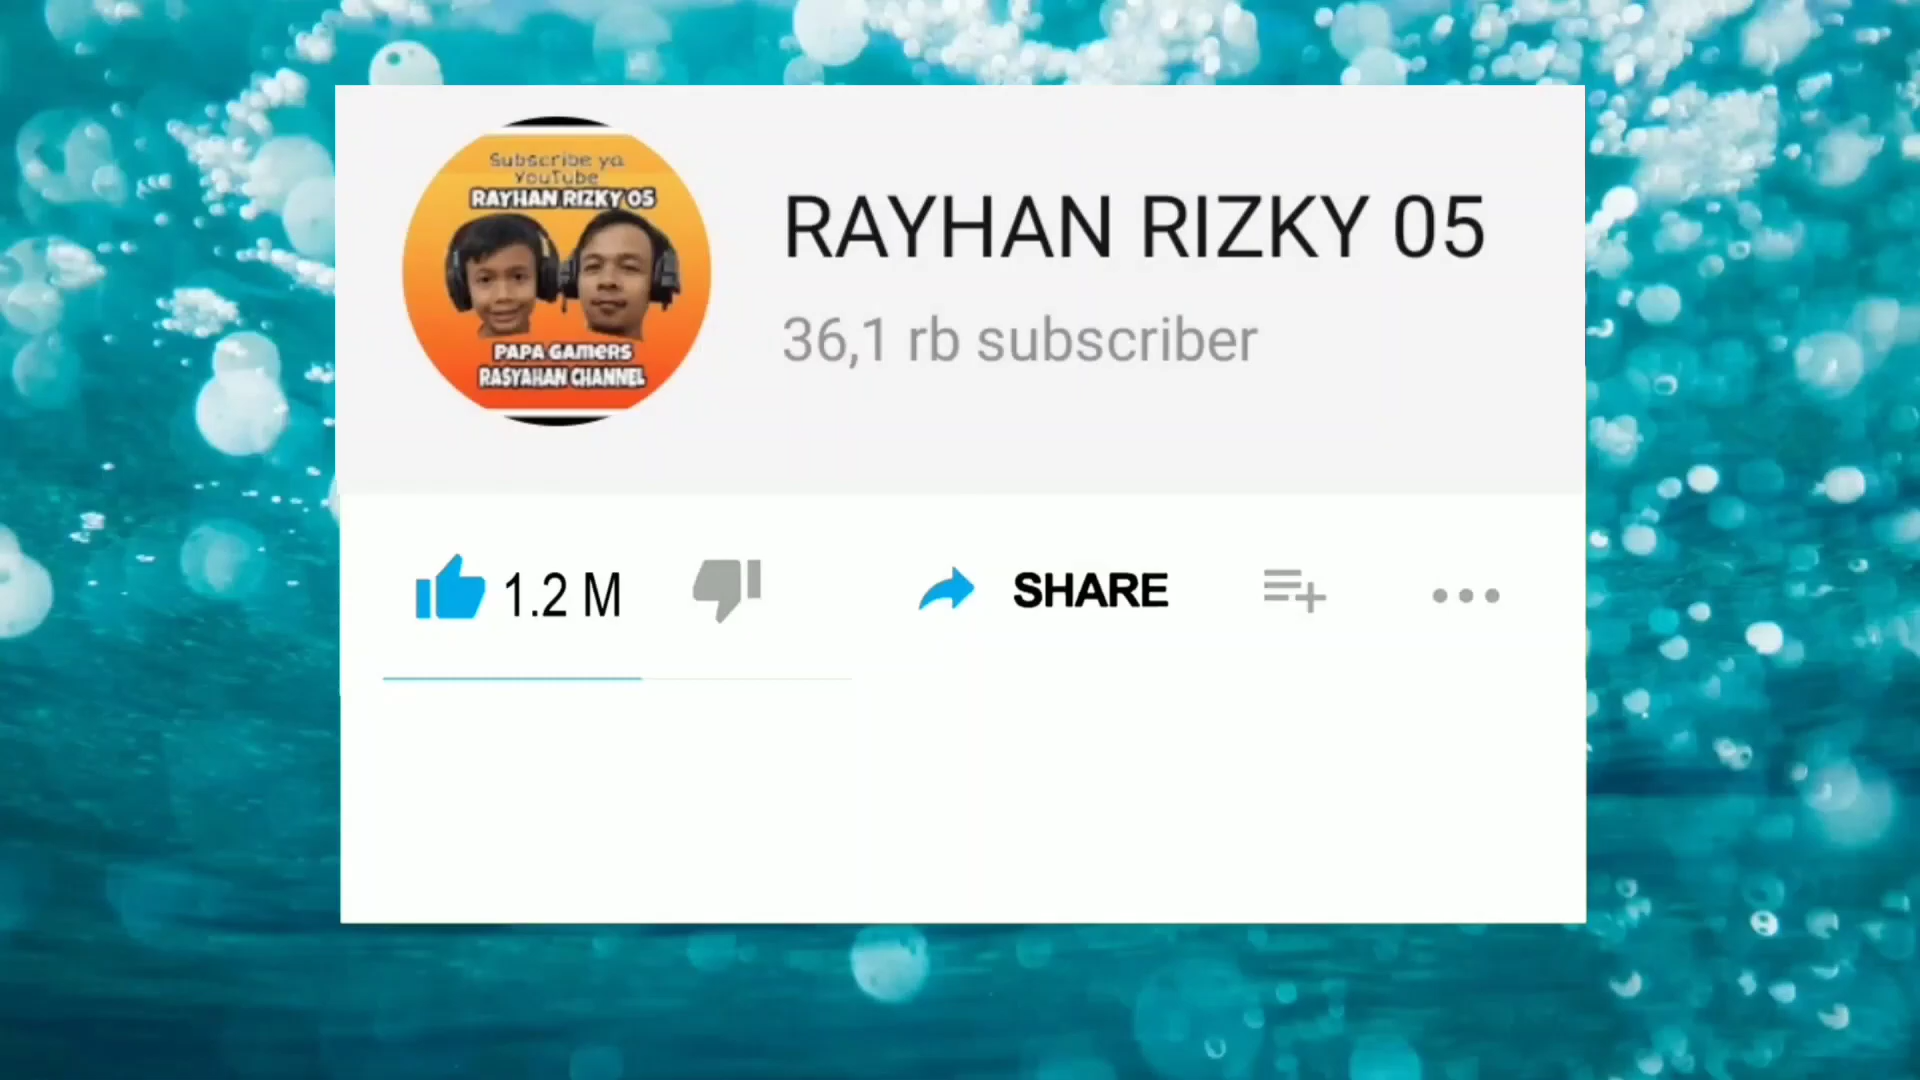 Subscribe ya
YouTube
RAYHAN RIZKY 05
PAPA GAMERS
RASYAHAN CHANNEL
RAYHAN RIZKY 05
36,1 rb subscriber
1.2 M
SHARE